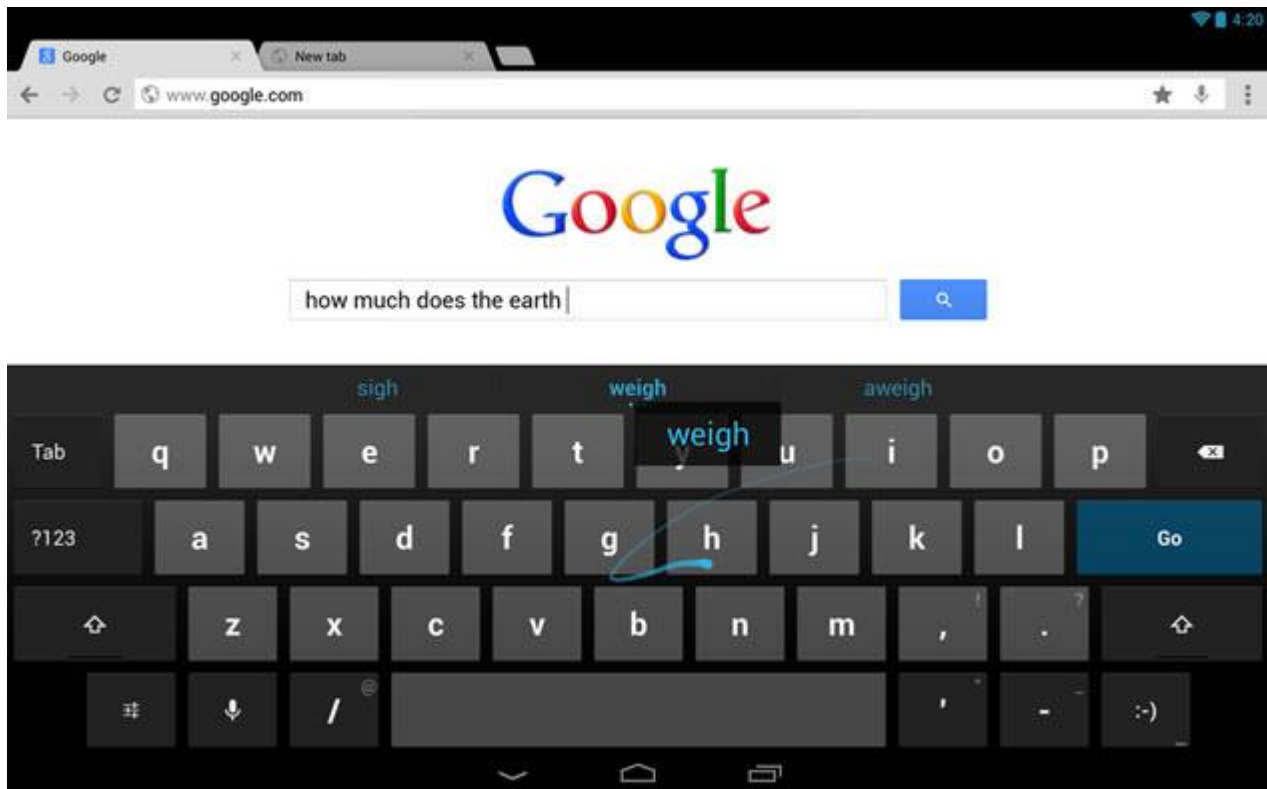 4:20
Google New tab
www.google.com
Google
how much does the earth
sigh weigh aweigh
weigh
Tab q w e r t y u i o p
?123 a s d f g h j k l Go
z x c v b n m , ! . ?
/ @ ' " - _ :-)